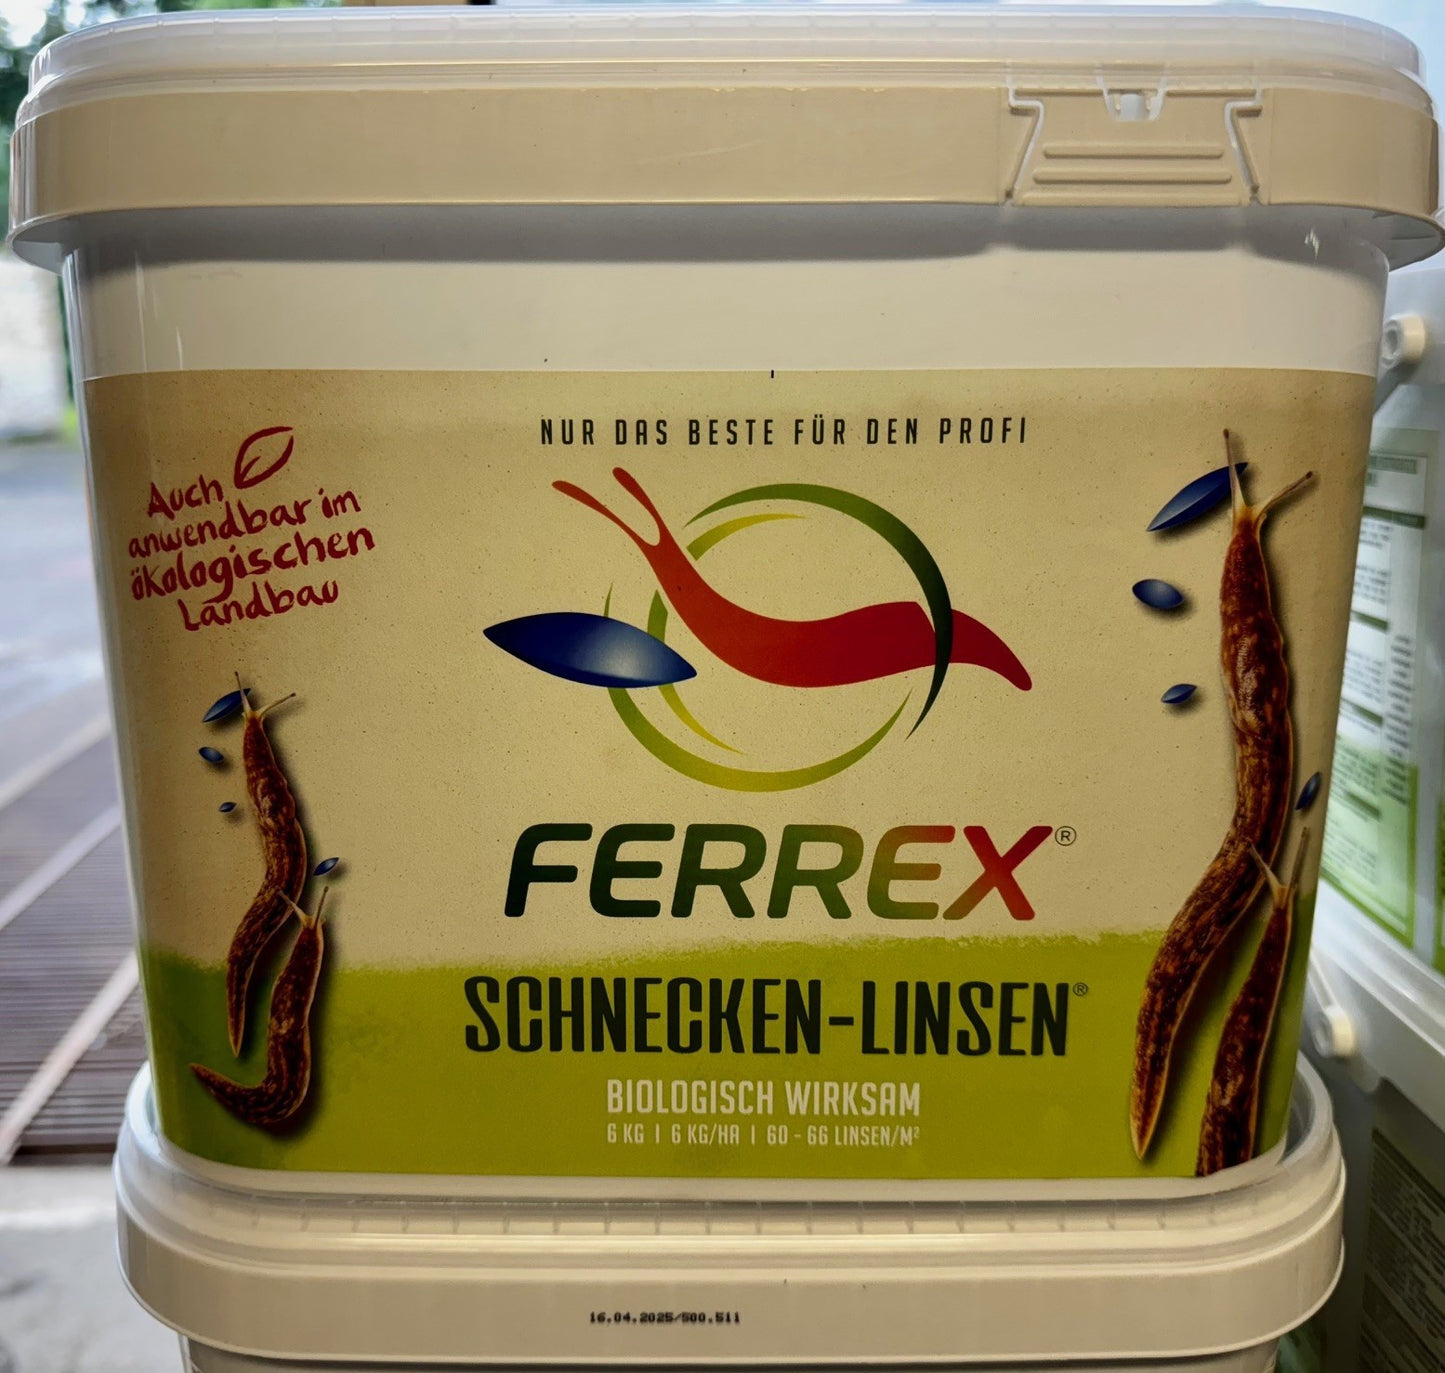 NUR DAS BESTE FÜR DEN PROFI
Auch
anwendbar im
ökologischen
Landbau
FERREX®
SCHNECKEN-LINSEN®
BIOLOGISCH WIRKSAM
6 KG | 6 KG/HA | 60 - 66 LINSEN/M²
16.04.2025/500.511